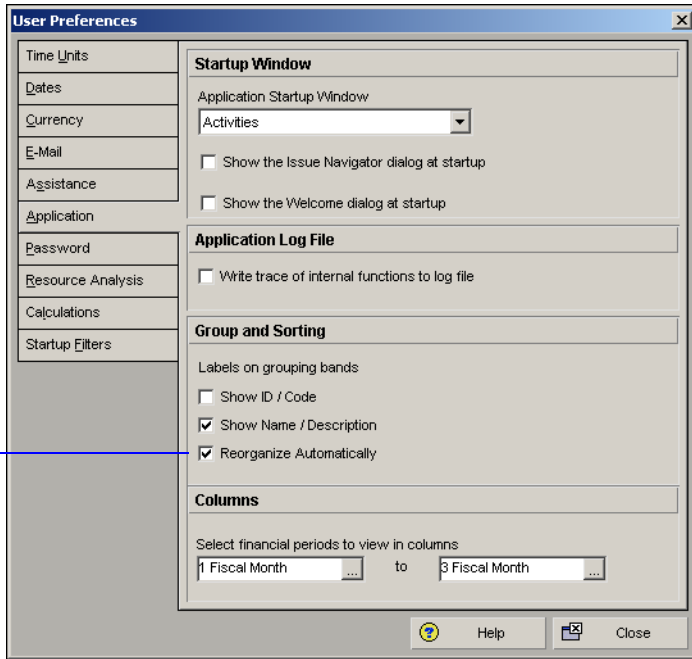 User Preferences
Time Units
Dates
Currency
E-Mail
Assistance
Application
Password
Resource Analysis
Calculations
Startup Filters
Startup Window
Application Startup Window
Activities
Show the Issue Navigator dialog at startup
Show the Welcome dialog at startup
Application Log File
Write trace of internal functions to log file
Group and Sorting
Labels on grouping bands
Show ID / Code
Show Name / Description
Reorganize Automatically
Columns
Select financial periods to view in columns
1 Fiscal Month ... to 3 Fiscal Month ...
Help Close